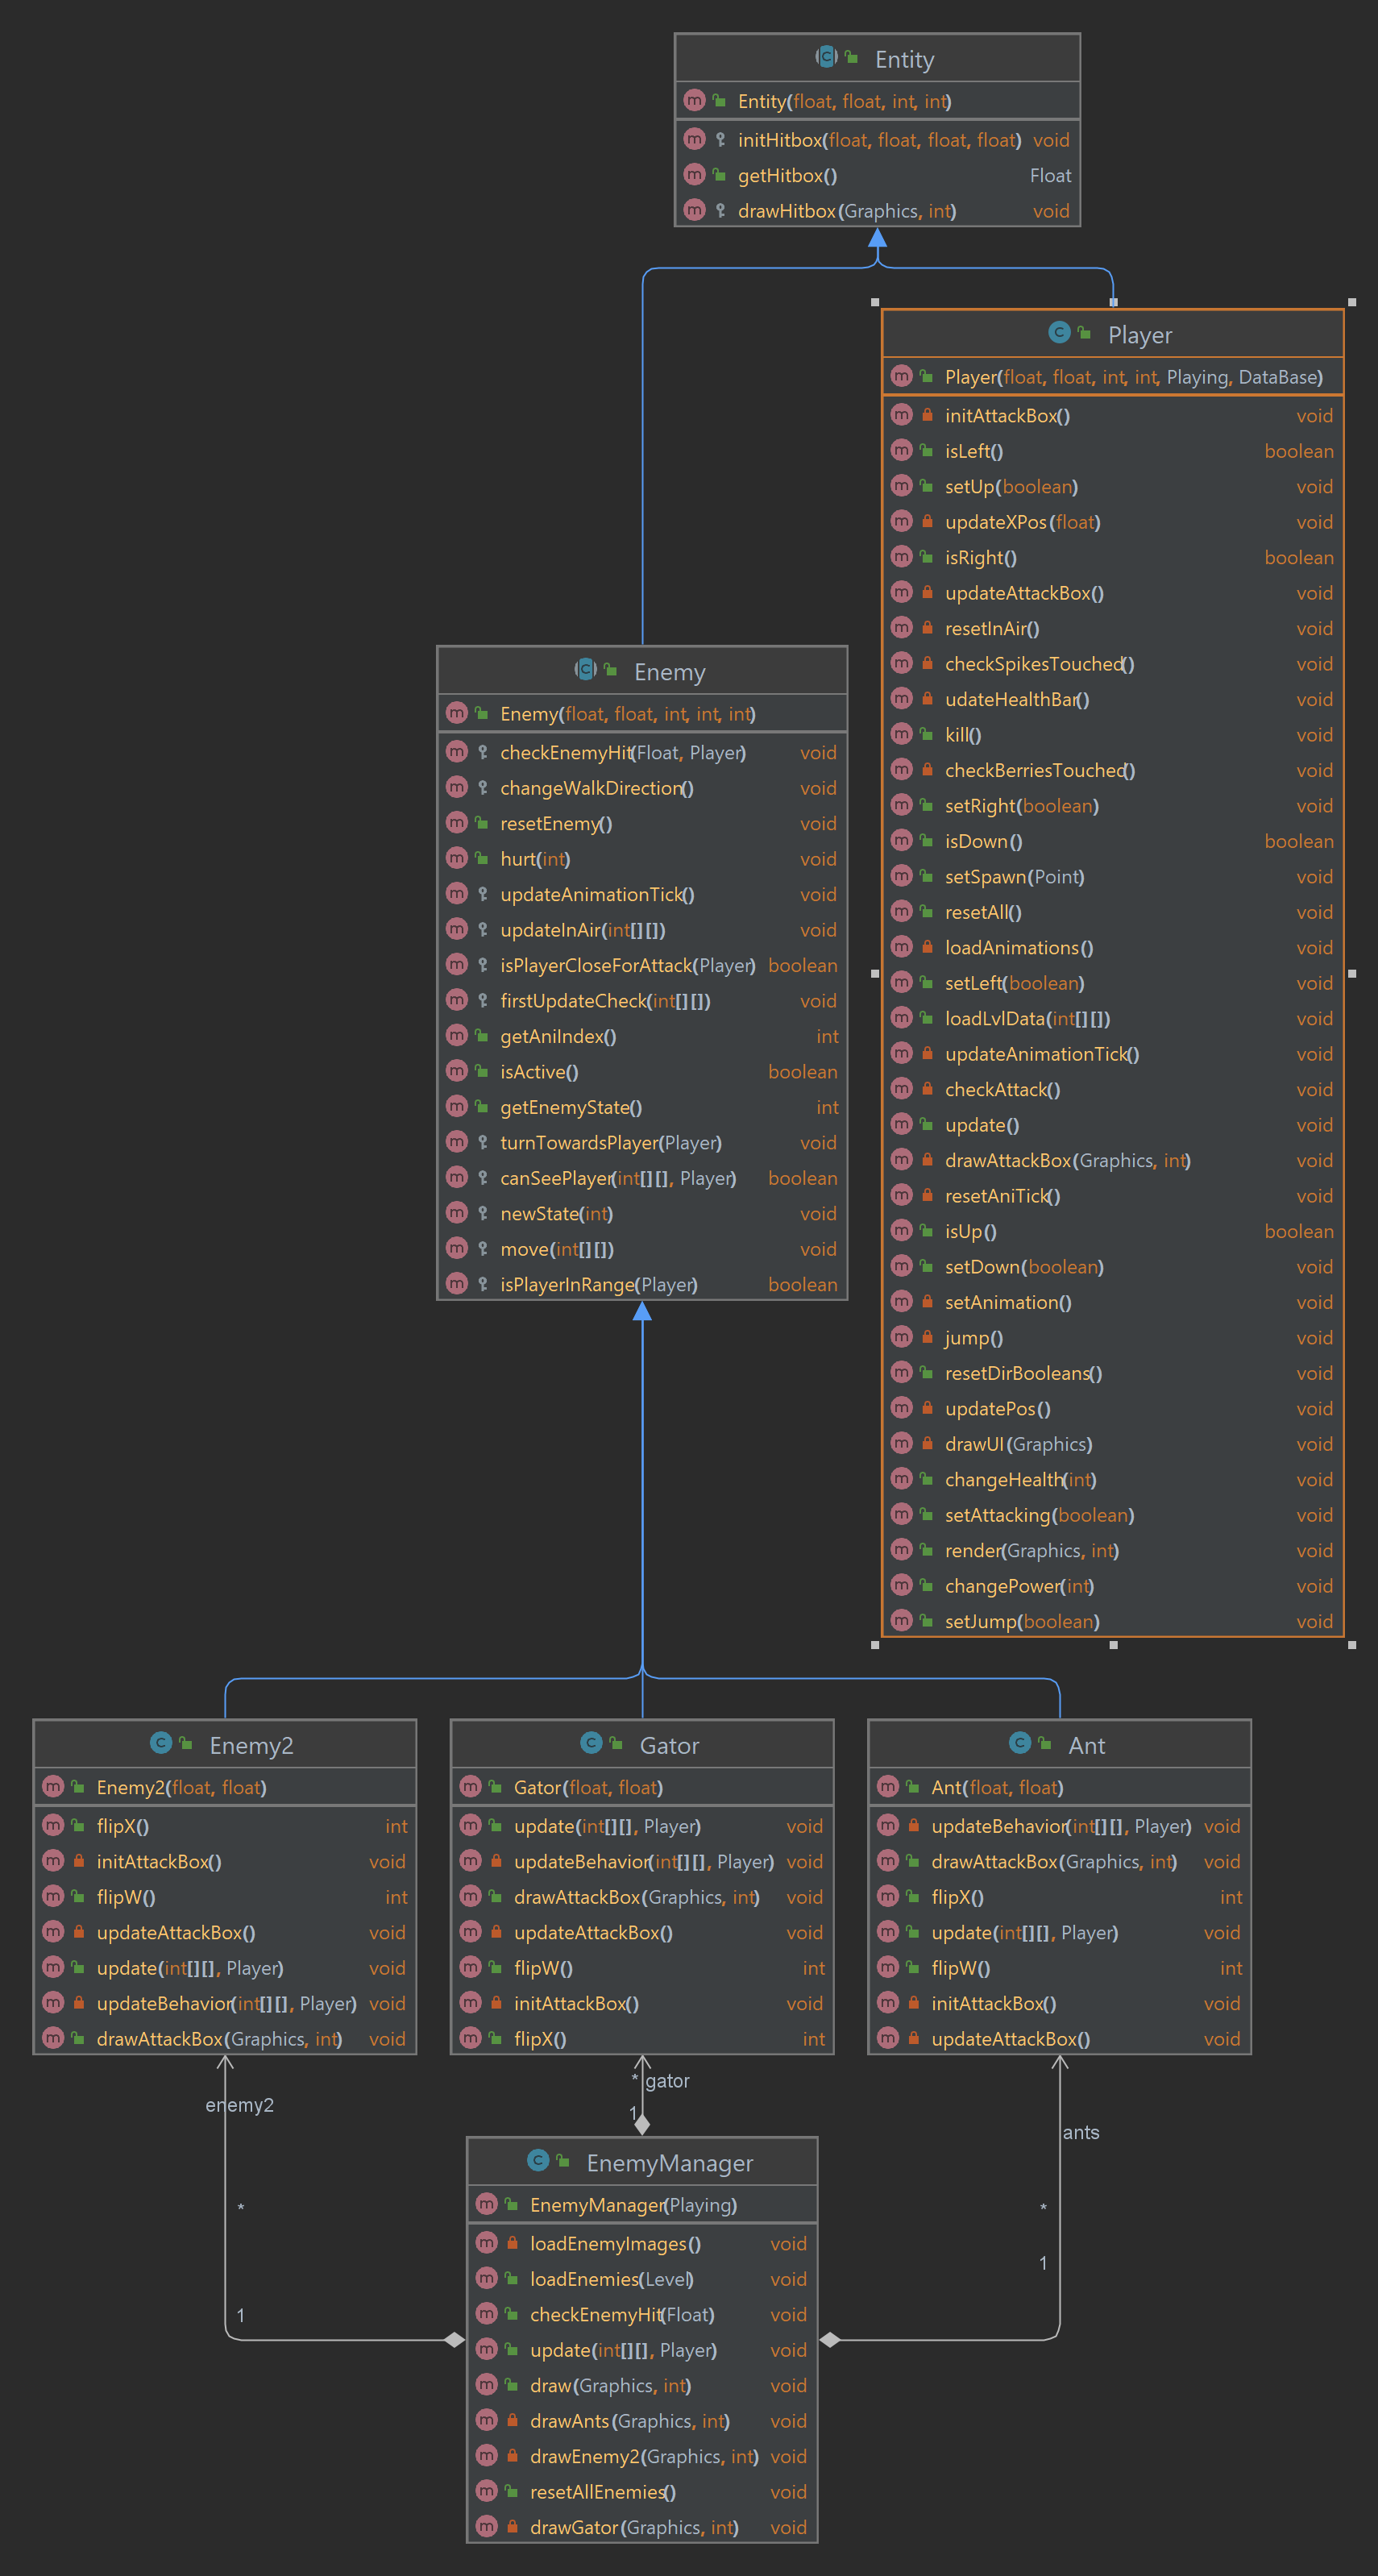 Entity
Entity(float, float, int, int)
initHitbox(float, float, float, float) void
getHitbox() Float
drawHitbox(Graphics, int) void
Player
Player(float, float, int, int, Playing, DataBase)
initAttackBox() void
isLeft() boolean
setUp(boolean) void
updateXPos(float) void
isRight() boolean
updateAttackBox() void
resetInAir() void
checkSpikesTouched() void
udateHealthBar() void
kill() void
checkBerriesTouched() void
setRight(boolean) void
isDown() boolean
setSpawn(Point) void
resetAll() void
loadAnimations() void
setLeft(boolean) void
loadLvlData(int[][]) void
updateAnimationTick() void
checkAttack() void
update() void
drawAttackBox(Graphics, int) void
resetAniTick() void
isUp() boolean
setDown(boolean) void
setAnimation() void
jump() void
resetDirBooleans() void
updatePos() void
drawUI(Graphics) void
changeHealth(int) void
setAttacking(boolean) void
render(Graphics, int) void
changePower(int) void
setJump(boolean) void
Enemy
Enemy(float, float, int, int, int)
checkEnemyHit(Float, Player) void
changeWalkDirection() void
resetEnemy() void
hurt(int) void
updateAnimationTick() void
updateInAir(int[][]) void
isPlayerCloseForAttack(Player) boolean
firstUpdateCheck(int[][]) void
getAniIndex() int
isActive() boolean
getEnemyState() int
turnTowardsPlayer(Player) void
canSeePlayer(int[][], Player) boolean
newState(int) void
move(int[][]) void
isPlayerInRange(Player) boolean
Enemy2
Enemy2(float, float)
flipX() int
initAttackBox() void
flipW() int
updateAttackBox() void
update(int[][], Player) void
updateBehavior(int[][], Player) void
drawAttackBox(Graphics, int) void
Gator
Gator(float, float)
update(int[][], Player) void
updateBehavior(int[][], Player) void
drawAttackBox(Graphics, int) void
updateAttackBox() void
flipW() int
initAttackBox() void
flipX() int
Ant
Ant(float, float)
updateBehavior(int[][], Player) void
drawAttackBox(Graphics, int) void
flipX() int
update(int[][], Player) void
flipW() int
initAttackBox() void
updateAttackBox() void
enemy2
*
1
* gator
1
ants
*
1
EnemyManager
EnemyManager(Playing)
loadEnemyImages() void
loadEnemies(Level) void
checkEnemyHit(Float) void
update(int[][], Player) void
draw(Graphics, int) void
drawAnts(Graphics, int) void
drawEnemy2(Graphics, int) void
resetAllEnemies() void
drawGator(Graphics, int) void